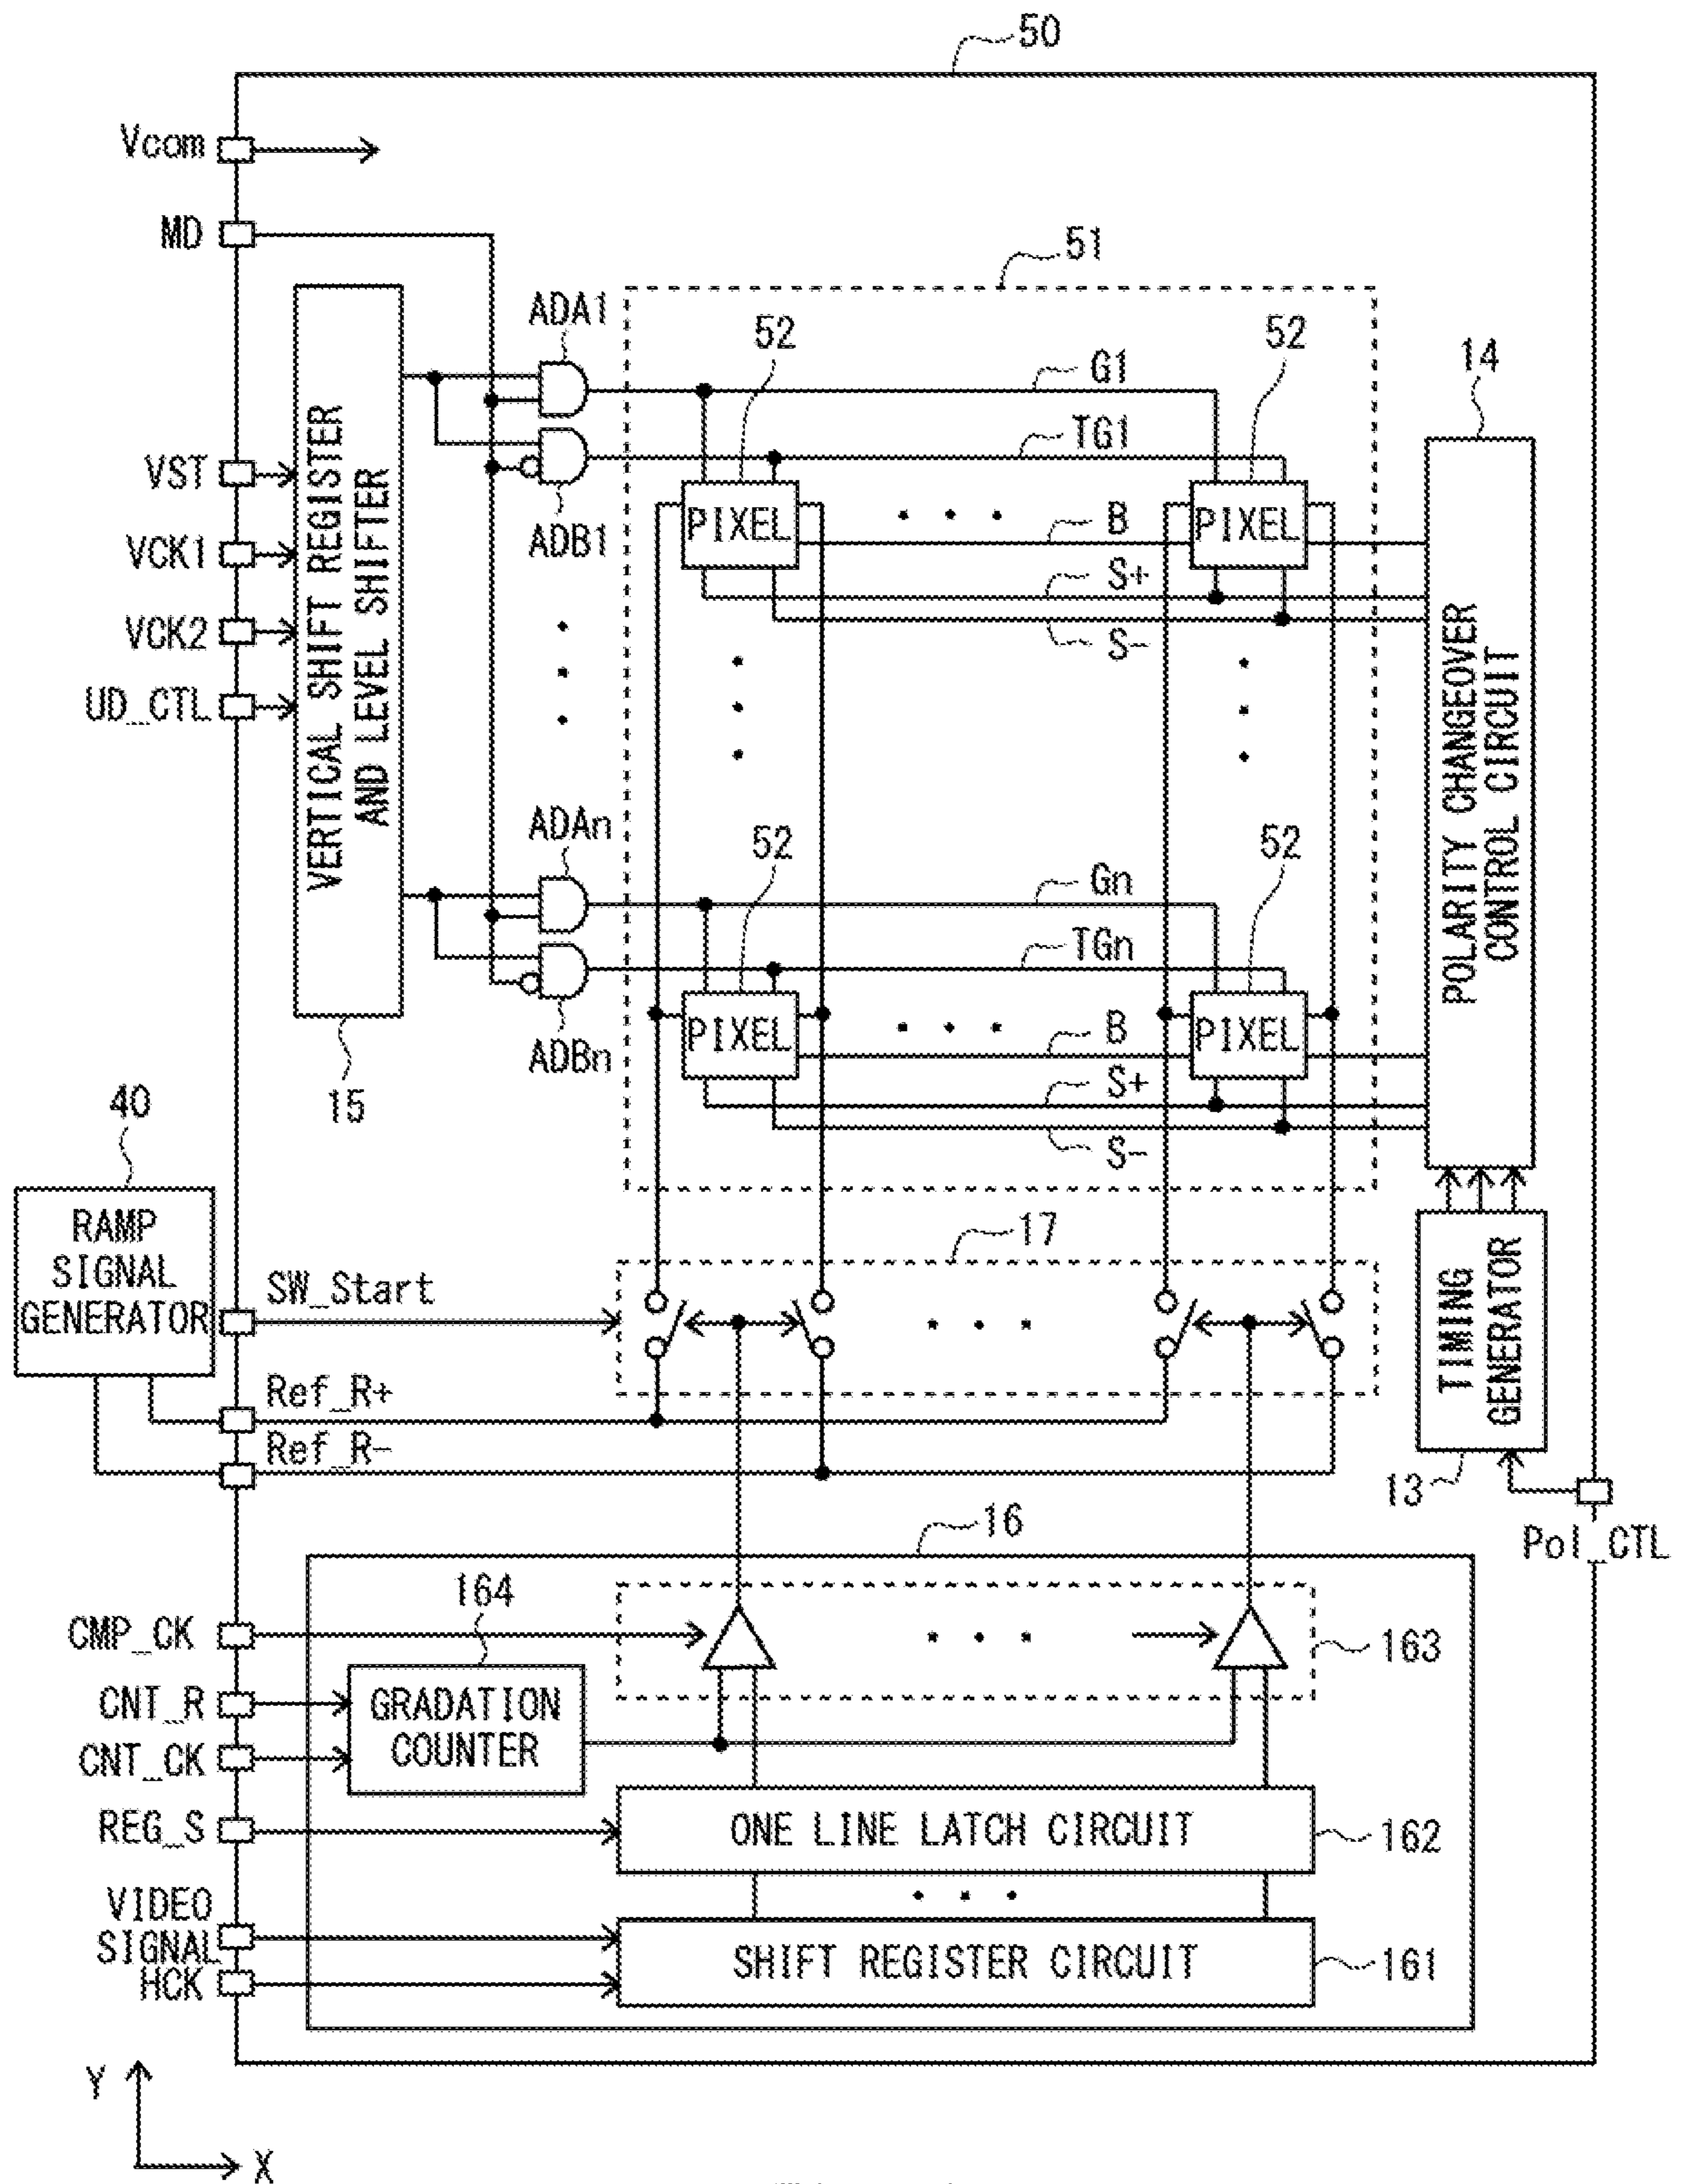 50
Vcom
MD
51
ADA1
52
52
G1
14
TG1
VST
VERTICAL SHIFT REGISTER
AND LEVEL SHIFTER
PIXEL
PIXEL
B
ADB1
VCK1
S+
VCK2
S-
UD_CTL
POLARITY CHANGEOVER
CONTROL CIRCUIT
ADAn
52
52
Gn
TGn
PIXEL
PIXEL
B
ADBn
S+
15
S-
40
RAMP
SIGNAL
GENERATOR
17
SW_Start
TIMING
GENERATOR
Ref_R+
Ref_R-
13
Pol_CTL
16
164
CMP_CK
163
CNT_R
GRADATION
COUNTER
CNT_CK
REG_S
ONE LINE LATCH CIRCUIT
162
VIDEO
SIGNAL
SHIFT REGISTER CIRCUIT
161
HCK
Y
X